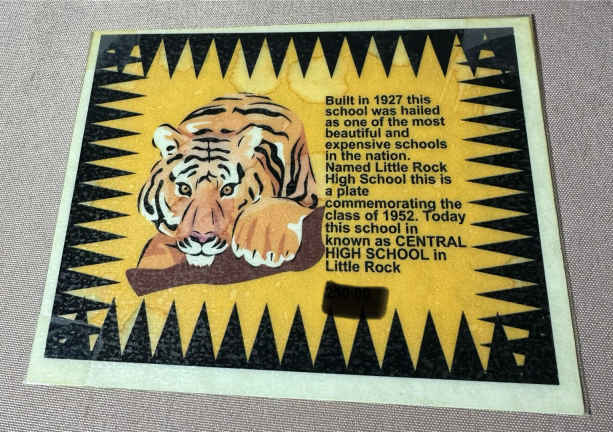 Built in 1927 this
school was hailed
as one of the most
beautiful and
expensive schools
in the nation.
Named Little Rock
High School this is
a plate
commemorating the
class of 1952. Today
this school in
known as CENTRAL
HIGH SCHOOL in
Little Rock